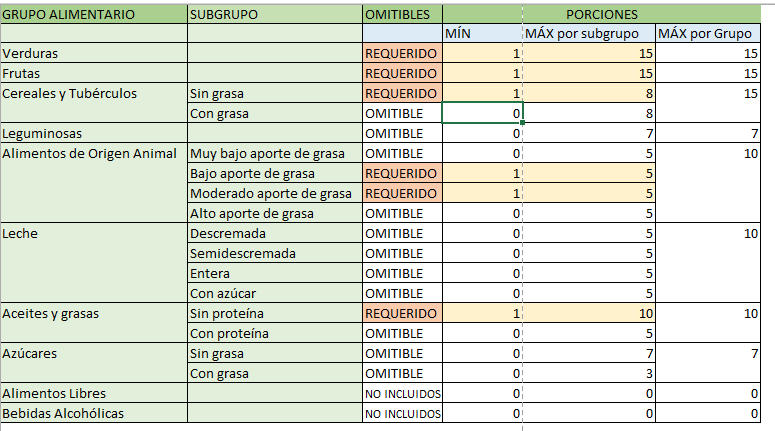 GRUPO ALIMENTARIO SUBGRUPO OMITIBLES PORCIONES
MÍN MÁX por subgrupo MÁX por Grupo
Verduras REQUERIDO 1 15 15
Frutas REQUERIDO 1 15 15
Cereales y Tubérculos Sin grasa REQUERIDO 1 8 15
Con grasa OMITIBLE 0 8
Leguminosas OMITIBLE 0 7 7
Alimentos de Origen Animal Muy bajo aporte de grasa OMITIBLE 0 5 10
Bajo aporte de grasa REQUERIDO 1 5
Moderado aporte de grasa REQUERIDO 1 5
Alto aporte de grasa OMITIBLE 0 5
Leche Descremada OMITIBLE 0 5 10
Semidescremada OMITIBLE 0 5
Entera OMITIBLE 0 5
Con azúcar OMITIBLE 0 5
Aceites y grasas Sin proteína REQUERIDO 1 10 10
Con proteína OMITIBLE 0 5
Azúcares Sin grasa OMITIBLE 0 7 7
Con grasa OMITIBLE 0 3
Alimentos Libres NO INCLUIDOS 0 0 0
Bebidas Alcohólicas NO INCLUIDOS 0 0 0